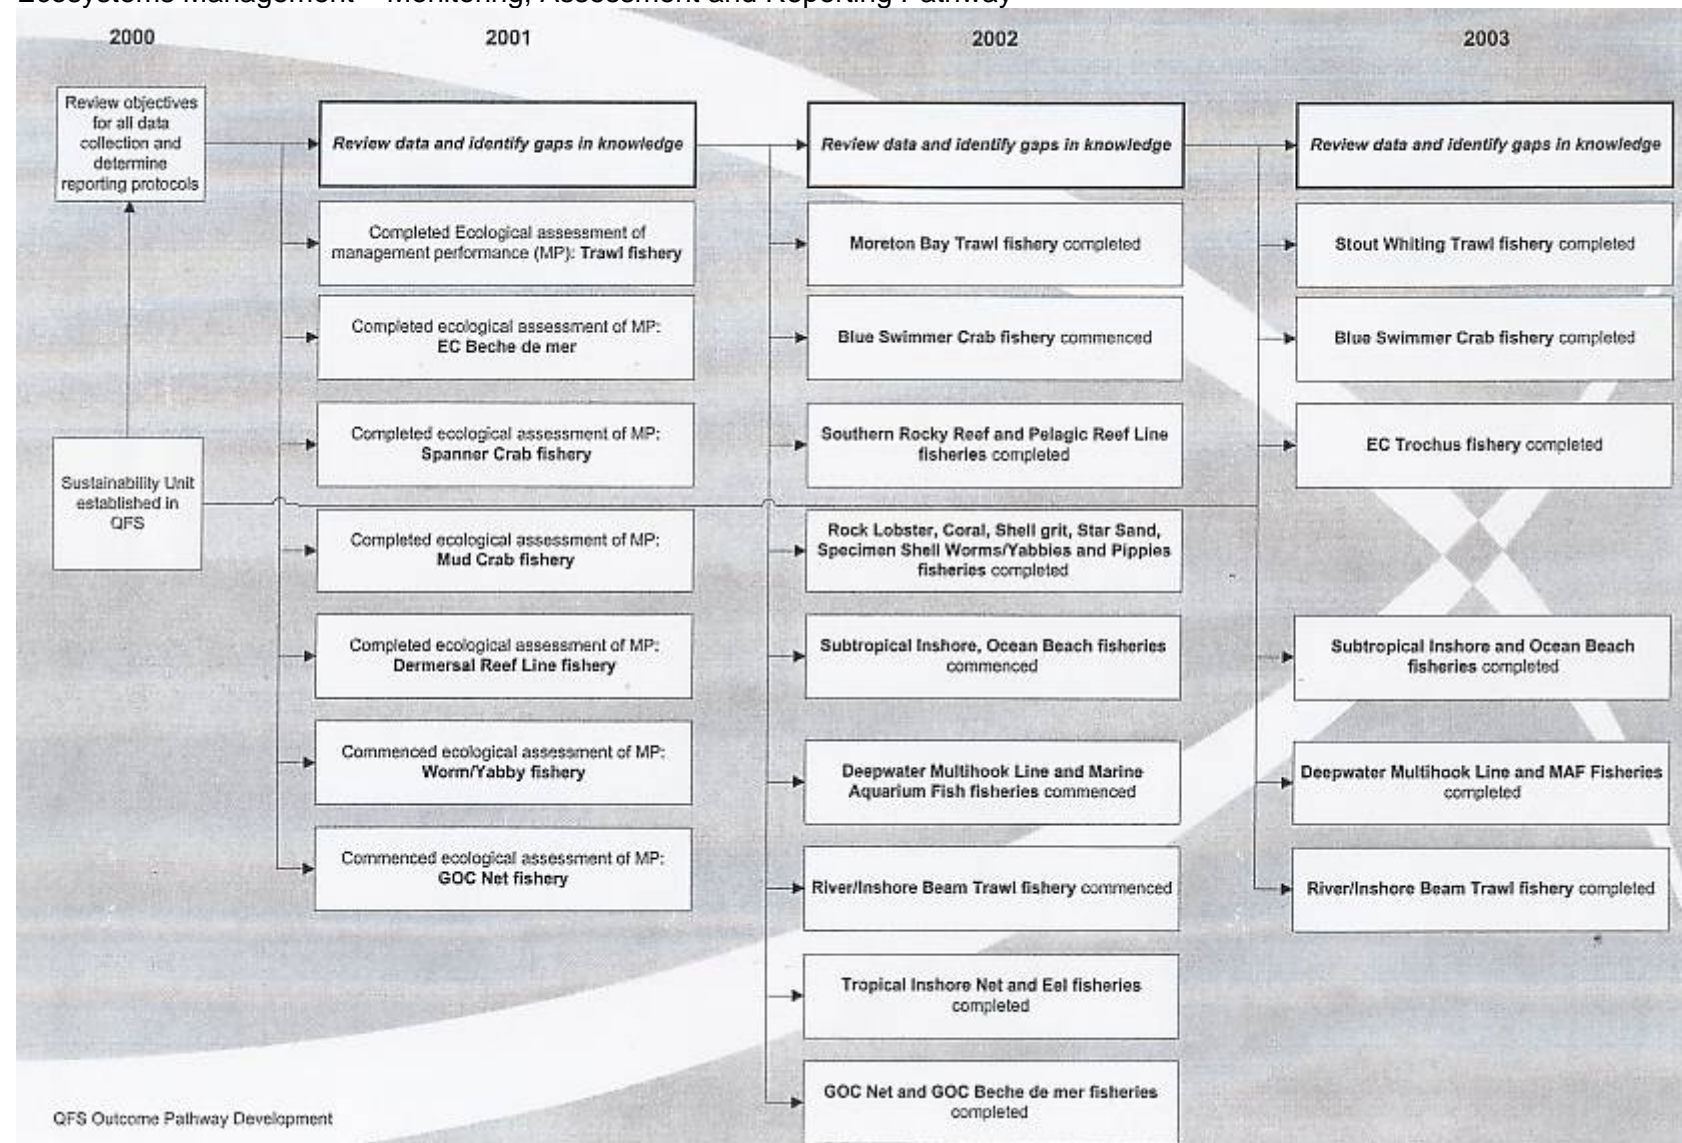 Ecosystems Management – Monitoring, Assessment and Reporting Pathway
2000
2001
2002
2003
Review objectives
for all data
collection and
determine
reporting protocols
Sustainability Unit
established in
QFS
Review data and identify gaps in knowledge
Completed Ecological assessment of
management performance (MP): Trawl fishery
Completed ecological assessment of MP:
EC Beche de mer
Completed ecological assessment of MP:
Spanner Crab fishery
Completed ecological assessment of MP:
Mud Crab fishery
Completed ecological assessment of MP:
Dermersal Reef Line fishery
Commenced ecological assessment of MP:
Worm/Yabby fishery
Commenced ecological assessment of MP:
GOC Net fishery
Review data and identify gaps in knowledge
Moreton Bay Trawl fishery completed
Blue Swimmer Crab fishery commenced
Southern Rocky Reef and Pelagic Reef Line
fisheries completed
Rock Lobster, Coral, Shell grit, Star Sand,
Specimen Shell Worms/Yabbies and Pippies
fisheries completed
Subtropical Inshore, Ocean Beach fisheries
commenced
Deepwater Multihook Line and Marine
Aquarium Fish fisheries commenced
River/Inshore Beam Trawl fishery commenced
Tropical Inshore Net and Eel fisheries
completed
GOC Net and GOC Beche de mer fisheries
completed
Review data and identify gaps in knowledge
Stout Whiting Trawl fishery completed
Blue Swimmer Crab fishery completed
EC Trochus fishery completed
Subtropical Inshore and Ocean Beach
fisheries completed
Deepwater Multihook Line and MAF Fisheries
completed
River/Inshore Beam Trawl fishery completed
QFS Outcome Pathway Development